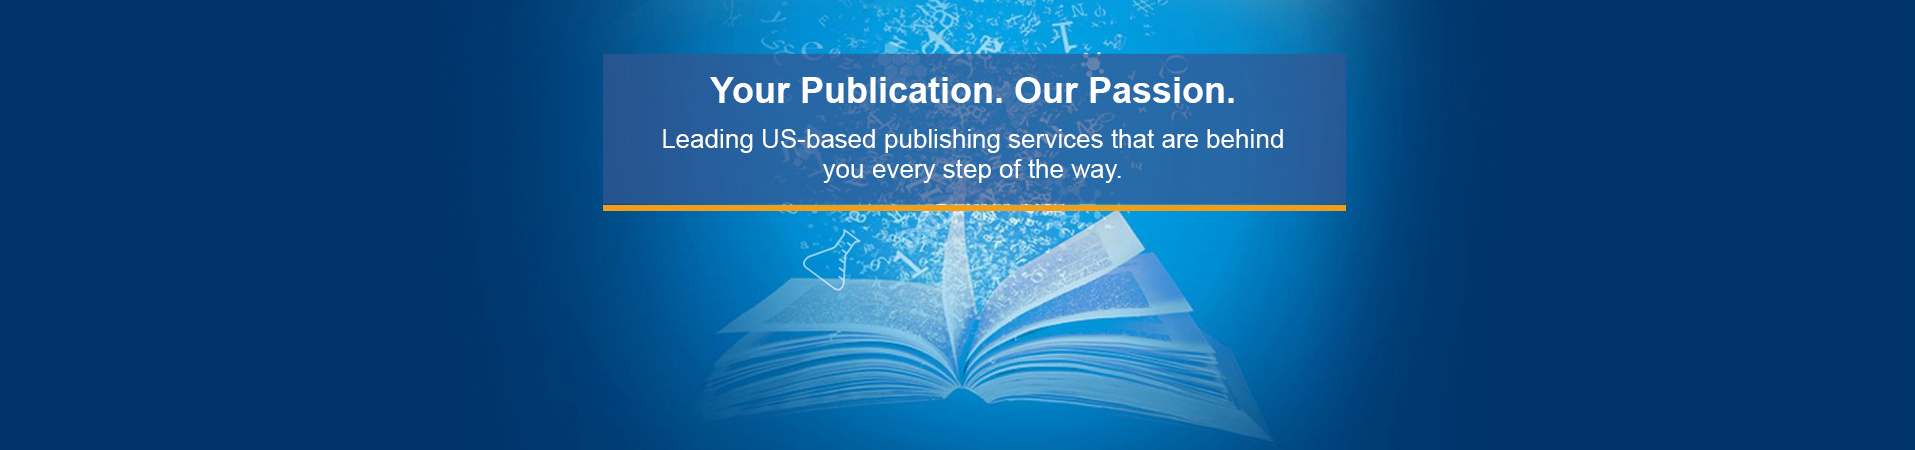 Your Publication. Our Passion.
Leading US-based publishing services that are behind
you every step of the way.